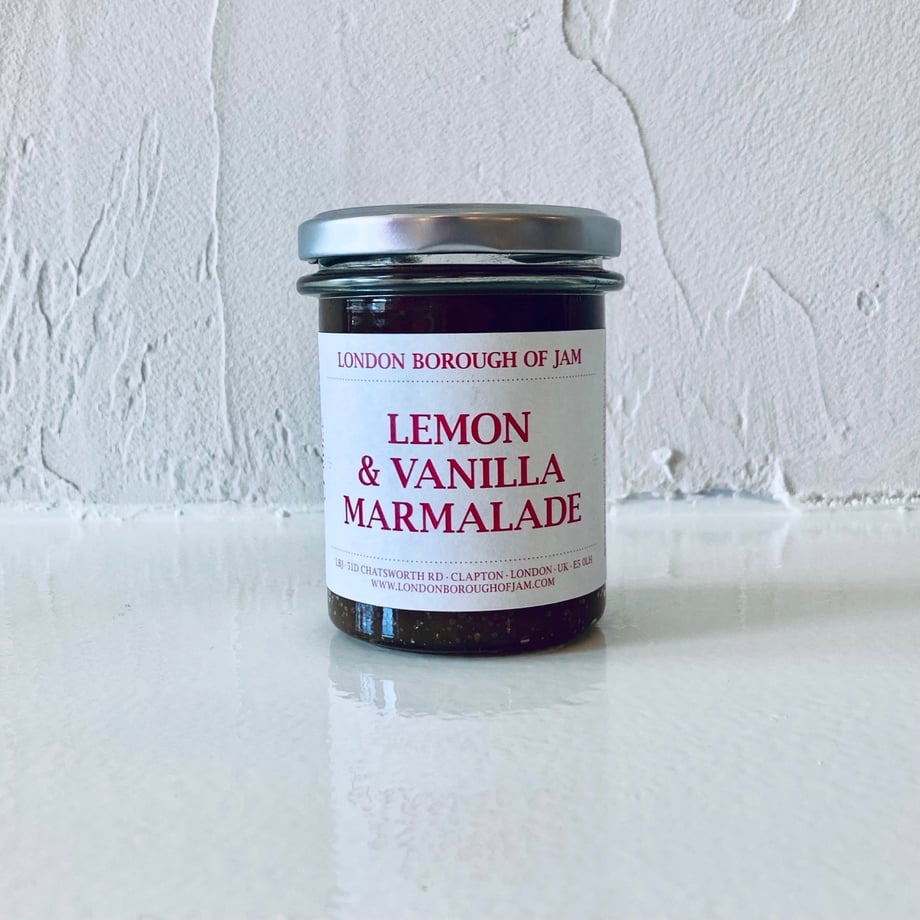 LONDON BOROUGH OF JAM
LEMON
& VANILLA
MARMALADE
LBJ · 51D CHATSWORTH RD · CLAPTON · LONDON · UK · E5 0LH
WWW.LONDONBOROUGHOFJAM.COM